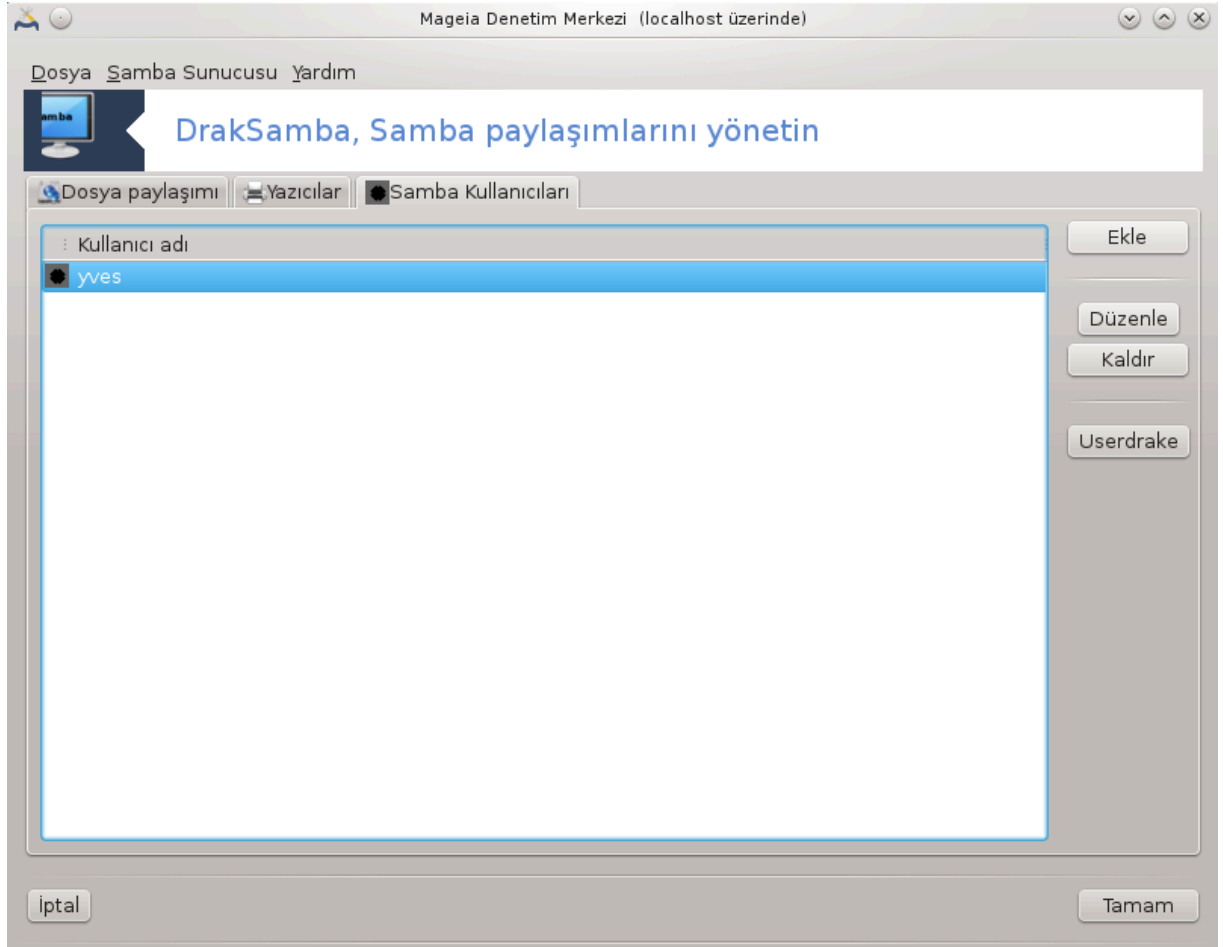 Mageia Denetim Merkezi (localhost üzerinde)
Dosya Samba Sunucusu Yardım
amba
DrakSamba, Samba paylaşımlarını yönetin
Dosya paylaşımı Yazıcılar Samba Kullanıcıları
Kullanıcı adı
yves
Ekle
Düzenle
Kaldır
Userdrake
İptal
Tamam